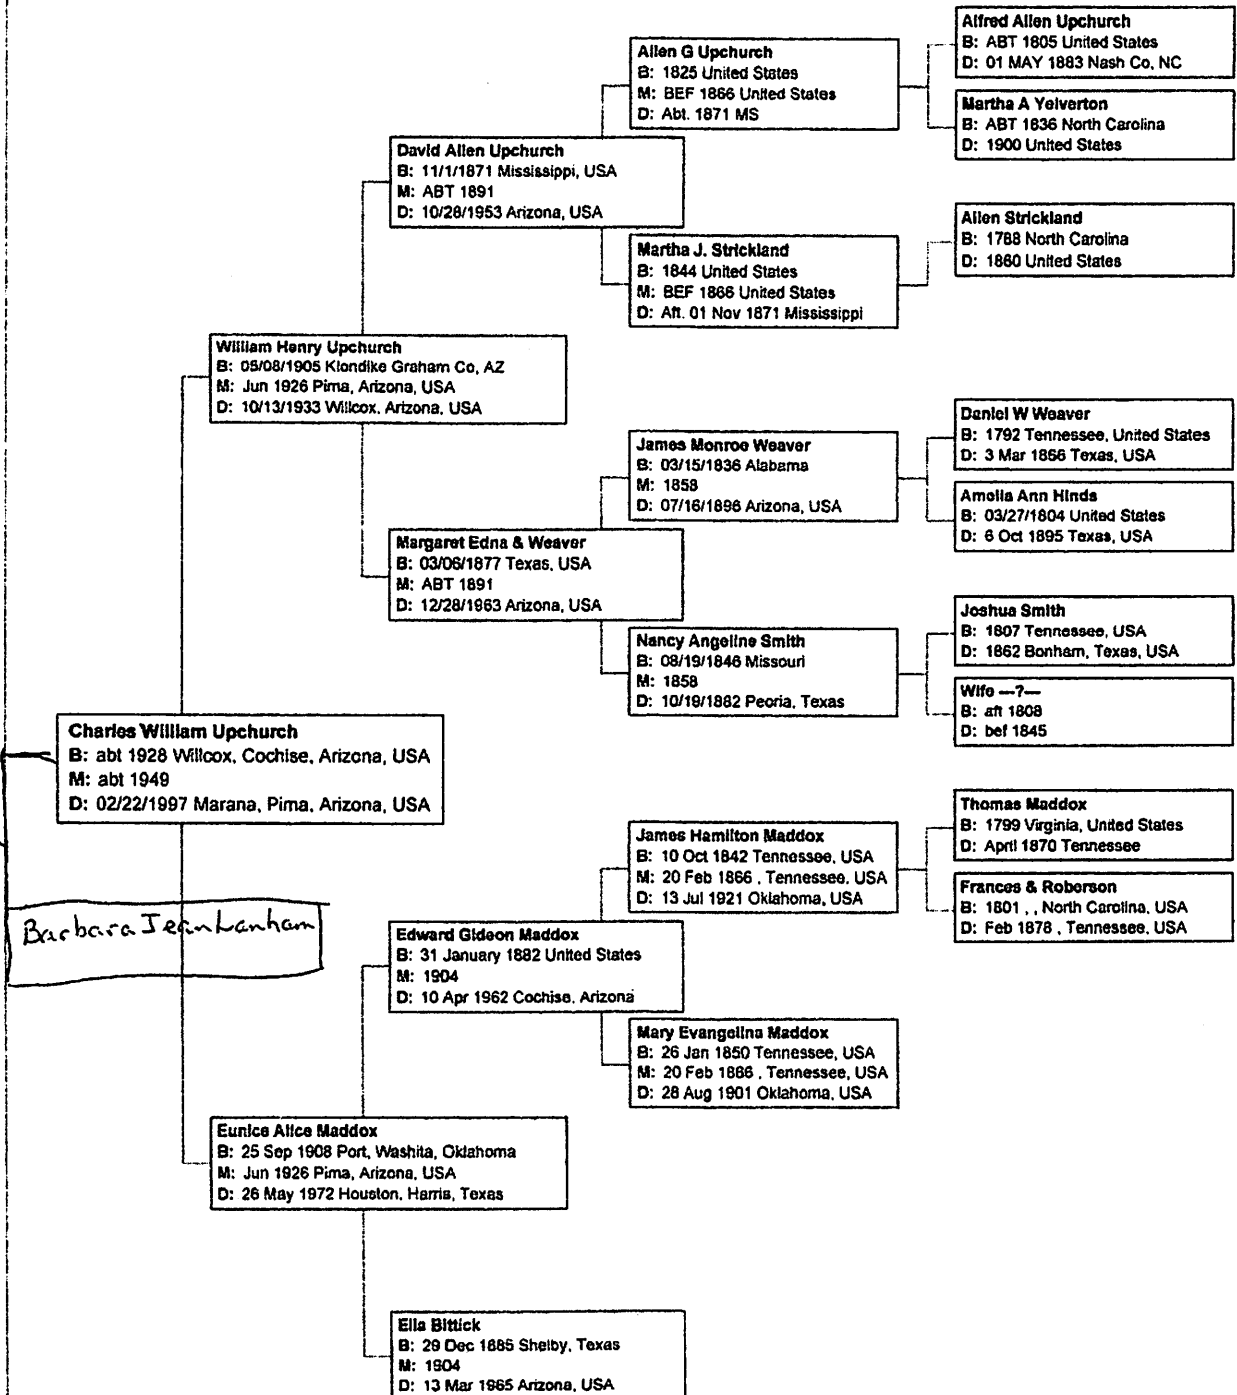 Alfred Allen Upchurch
B: ABT 1805 United States
D: 01 MAY 1883 Nash Co, NC
Allen G Upchurch
B: 1825 United States
M: BEF 1866 United States
D: Abt. 1871 MS
Martha A Yelverton
B: ABT 1836 North Carolina
D: 1900 United States
David Allen Upchurch
B: 11/1/1871 Mississippi, USA
M: ABT 1891
D: 10/28/1953 Arizona, USA
Allen Strickland
B: 1788 North Carolina
D: 1860 United States
Martha J. Strickland
B: 1844 United States
M: BEF 1866 United States
D: Aft. 01 Nov 1871 Mississippi
William Henry Upchurch
B: 05/08/1905 Klondike Graham Co, AZ
M: Jun 1926 Pima, Arizona, USA
D: 10/13/1933 Willcox, Arizona, USA
Daniel W Weaver
B: 1792 Tennessee, United States
D: 3 Mar 1866 Texas, USA
James Monroe Weaver
B: 03/15/1836 Alabama
M: 1858
D: 07/16/1896 Arizona, USA
Amelia Ann Hinds
B: 03/27/1804 United States
D: 6 Oct 1895 Texas, USA
Margaret Edna & Weaver
B: 03/06/1877 Texas, USA
M: ABT 1891
D: 12/28/1963 Arizona, USA
Joshua Smith
B: 1807 Tennessee, USA
D: 1862 Bonham, Texas, USA
Nancy Angeline Smith
B: 08/19/1846 Missouri
M: 1858
D: 10/19/1882 Peoria, Texas
Wife —?—
B: aft 1808
D: bef 1845
Charles William Upchurch
B: abt 1928 Willcox, Cochise, Arizona, USA
M: abt 1949
D: 02/22/1997 Marana, Pima, Arizona, USA
Thomas Maddox
B: 1799 Virginia, United States
D: April 1870 Tennessee
James Hamilton Maddox
B: 10 Oct 1842 Tennessee, USA
M: 20 Feb 1866 , Tennessee, USA
D: 13 Jul 1921 Oklahoma, USA
Frances & Roberson
B: 1801 , , North Carolina, USA
D: Feb 1878 , Tennessee, USA
Barbara Jean Lanham
Edward Gideon Maddox
B: 31 January 1882 United States
M: 1904
D: 10 Apr 1962 Cochise, Arizona
Mary Evangelina Maddox
B: 26 Jan 1850 Tennessee, USA
M: 20 Feb 1866 , Tennessee, USA
D: 28 Aug 1901 Oklahoma, USA
Eunice Alice Maddox
B: 25 Sep 1908 Port, Washita, Oklahoma
M: Jun 1926 Pima, Arizona, USA
D: 26 May 1972 Houston, Harris, Texas
Ella Bittick
B: 29 Dec 1885 Shelby, Texas
M: 1904
D: 13 Mar 1965 Arizona, USA